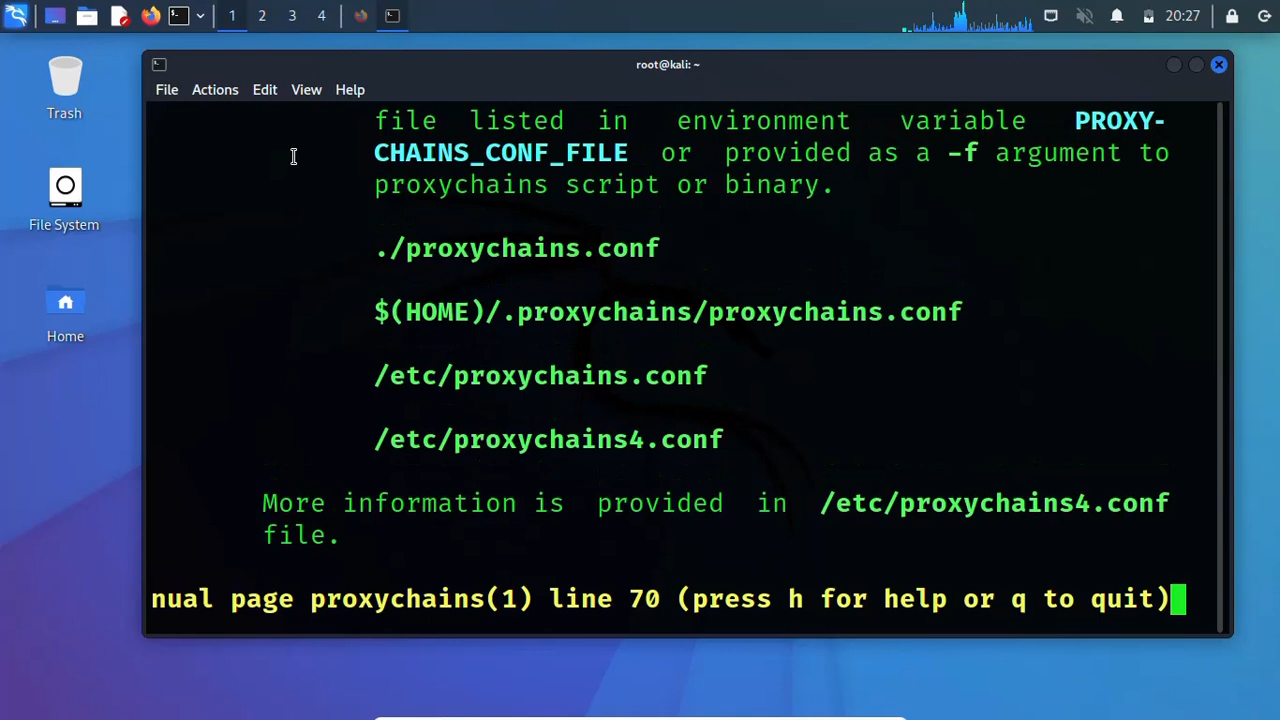 1 2 3 4 20:27
root@kali: ~
File Actions Edit View Help
Trash
File System
Home
file listed in environment variable PROXY-
CHAINS_CONF_FILE or provided as a -f argument to
proxychains script or binary.
./proxychains.conf
$(HOME)/.proxychains/proxychains.conf
/etc/proxychains.conf
/etc/proxychains4.conf
More information is provided in /etc/proxychains4.conf
file.
nual page proxychains(1) line 70 (press h for help or q to quit)